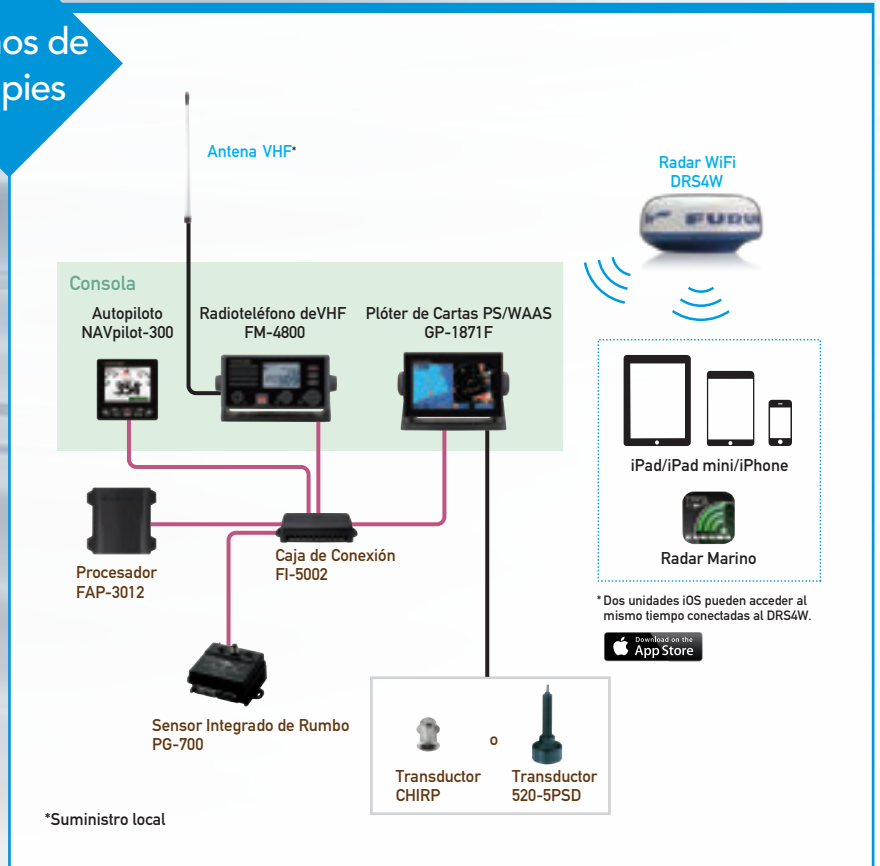 de
pies
Antena VHF*
Radar WiFi
DRS4W
Consola
Autopiloto
NAVpilot-300
Radioteléfono deVHF
FM-4800
Plóter de Cartas PS/WAAS
GP-1871F
iPad/iPad mini/iPhone
Radar Marino
Procesador
FAP-3012
Caja de Conexión
FI-5002
* Dos unidades iOS pueden acceder al
mismo tiempo conectadas al DRS4W.
Download on the
App Store
Sensor Integrado de Rumbo
PG-700
o
Transductor
CHIRP
Transductor
520-5PSD
*Suministro local